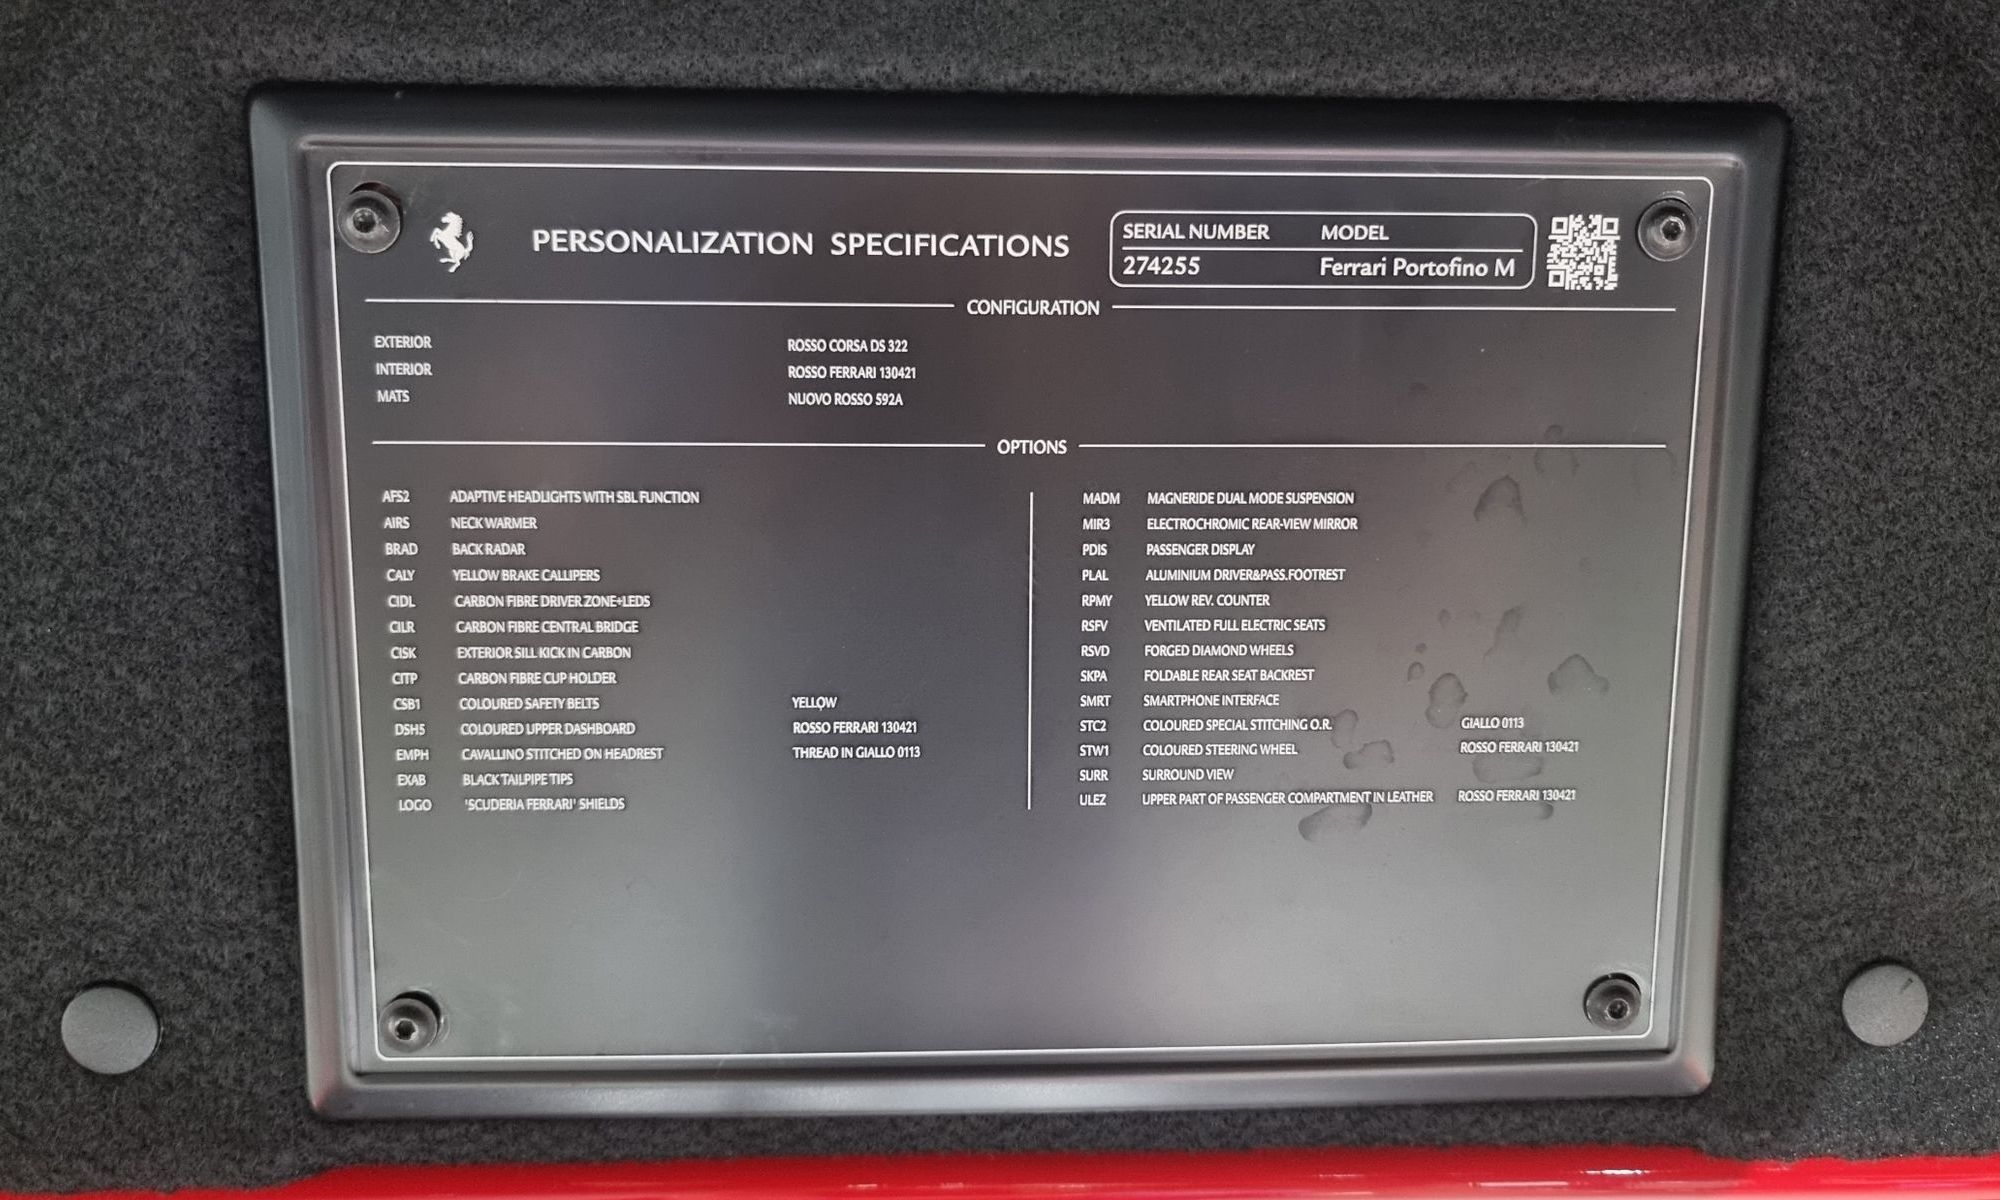 PERSONALIZATION SPECIFICATIONS
SERIAL NUMBER MODEL
274255 Ferrari Portofino M
CONFIGURATION
EXTERIOR ROSSO CORSA DS 322
INTERIOR ROSSO FERRARI 130421
MATS NUOVO ROSSO 592A
OPTIONS
AFS2 ADAPTIVE HEADLIGHTS WITH SBL FUNCTION
AIRS NECK WARMER
BRAD BACK RADAR
CALY YELLOW BRAKE CALLIPERS
CIDL CARBON FIBRE DRIVER ZONE+LEDS
CILR CARBON FIBRE CENTRAL BRIDGE
CISK EXTERIOR SILL KICK IN CARBON
CITP CARBON FIBRE CUP HOLDER
CSB1 COLOURED SAFETY BELTS YELLOW
DSH5 COLOURED UPPER DASHBOARD ROSSO FERRARI 130421
EMPH CAVALLINO STITCHED ON HEADREST THREAD IN GIALLO 0113
EXAB BLACK TAILPIPE TIPS
LOGO 'SCUDERIA FERRARI' SHIELDS
MADM MAGNERIDE DUAL MODE SUSPENSION
MIR3 ELECTROCHROMIC REAR-VIEW MIRROR
PDIS PASSENGER DISPLAY
PLAL ALUMINIUM DRIVER&PASS.FOOTREST
RPMY YELLOW REV. COUNTER
RSFV VENTILATED FULL ELECTRIC SEATS
RSVD FORGED DIAMOND WHEELS
SKPA FOLDABLE REAR SEAT BACKREST
SMRT SMARTPHONE INTERFACE
STC2 COLOURED SPECIAL STITCHING O.R. GIALLO 0113
STW1 COLOURED STEERING WHEEL ROSSO FERRARI 130421
SURR SURROUND VIEW
ULEZ UPPER PART OF PASSENGER COMPARTMENT IN LEATHER ROSSO FERRARI 130421